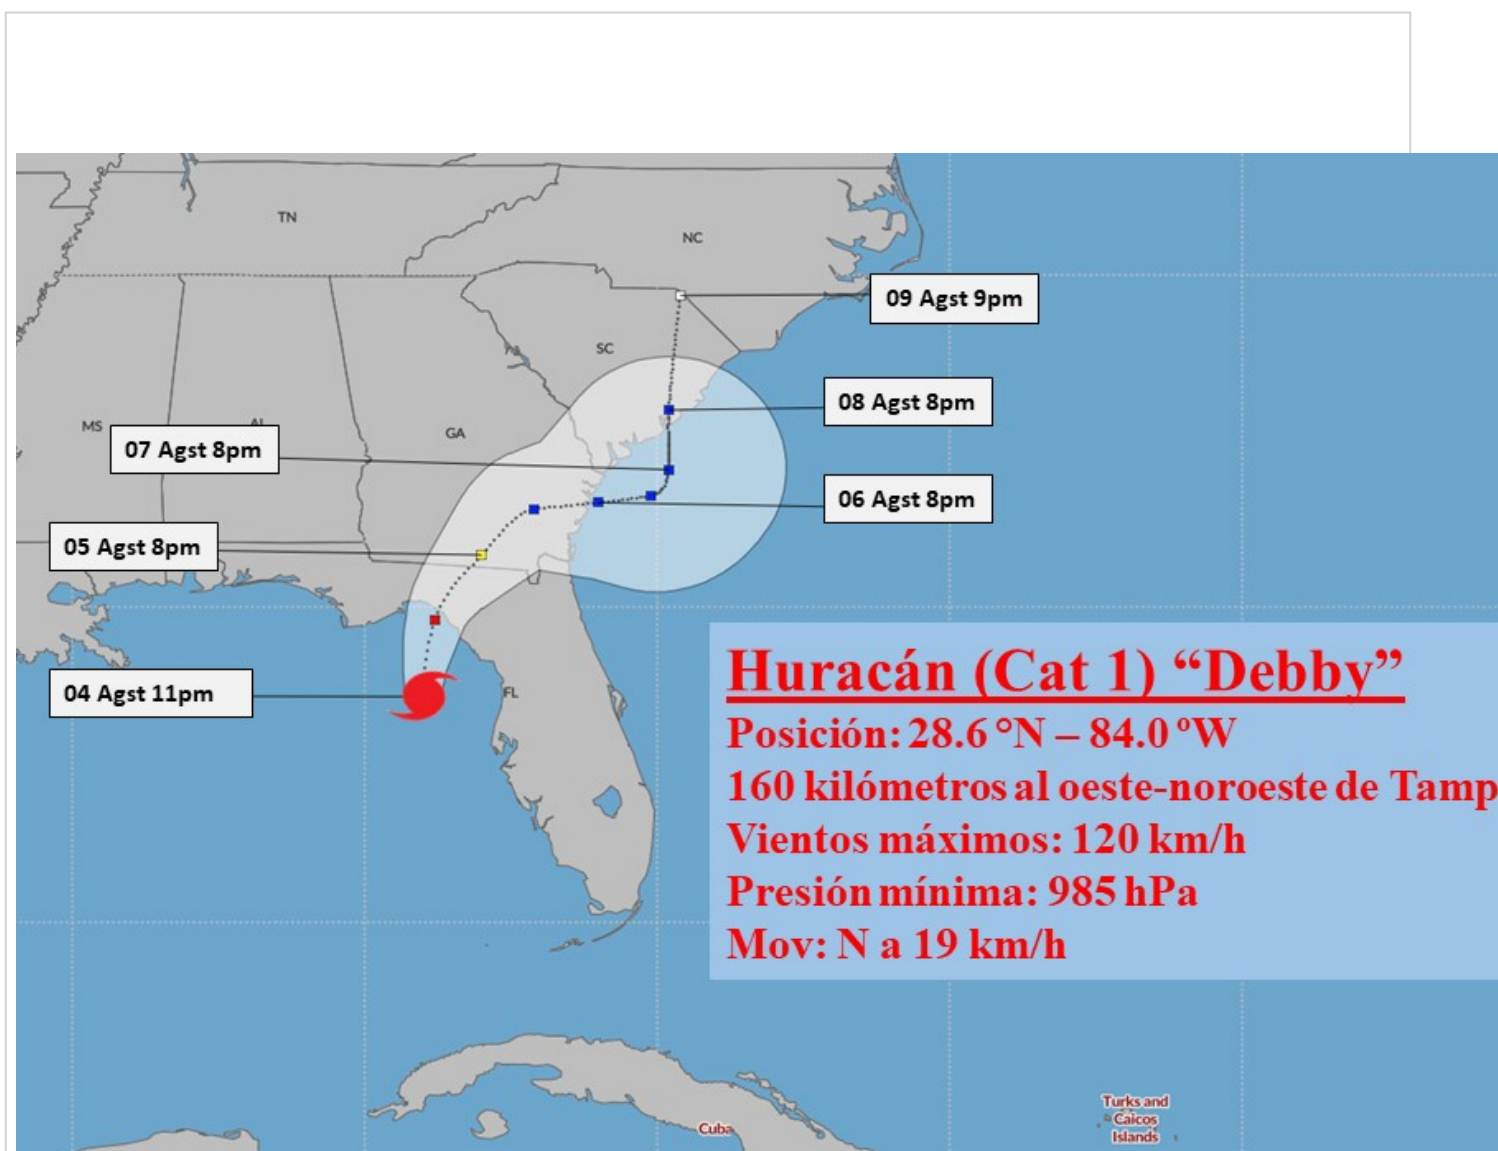 TN
NC
09 Agst 9pm
SC
08 Agst 8pm
MS
GA
07 Agst 8pm
06 Agst 8pm
05 Agst 8pm
04 Agst 11pm
FL
Huracán (Cat 1) “Debby”
Posición: 28.6 °N – 84.0 ºW
160 kilómetros al oeste-noroeste de Tamp
Vientos máximos: 120 km/h
Presión mínima: 985 hPa
Mov: N a 19 km/h
Turks and
Caicos
Islands
Cuba